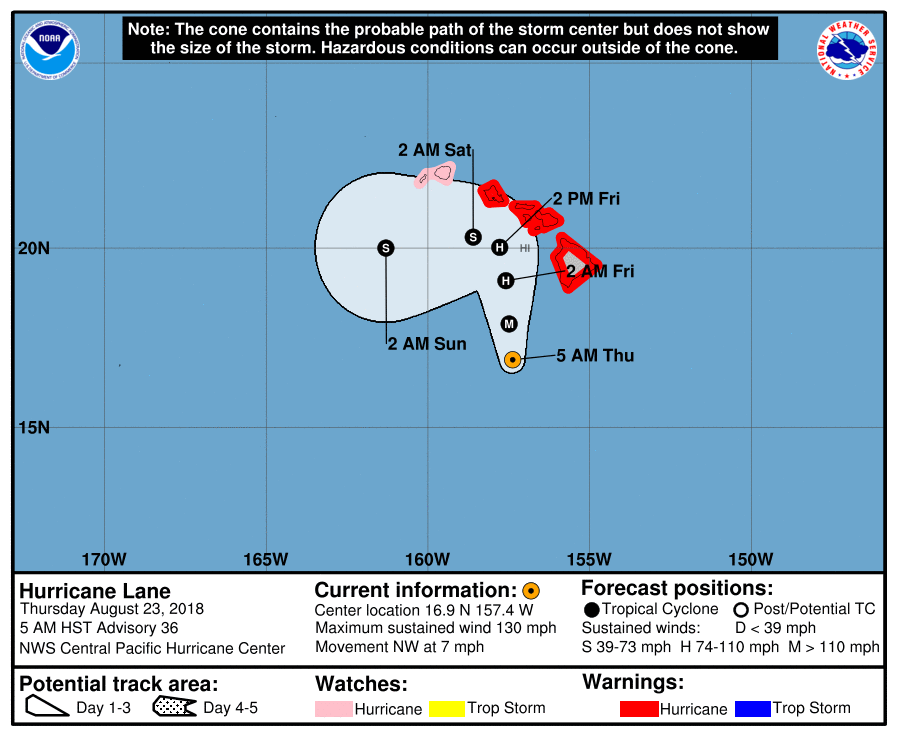 Note: The cone contains the probable path of the storm center but does not show
the size of the storm. Hazardous conditions can occur outside of the cone.
NOAA
NATIONAL WEATHER SERVICE
2 AM Sat
2 PM Fri
S
S
H
HI
20N
2 AM Fri
H
M
2 AM Sun
5 AM Thu
15N
170W 165W 160W 155W 150W
Hurricane Lane
Thursday August 23, 2018
5 AM HST Advisory 36
NWS Central Pacific Hurricane Center
Current information:
Center location 16.9 N 157.4 W
Maximum sustained wind 130 mph
Movement NW at 7 mph
Forecast positions:
Tropical Cyclone Post/Potential TC
Sustained winds: D < 39 mph
S 39-73 mph H 74-110 mph M > 110 mph
Potential track area:
Day 1-3 Day 4-5
Watches:
Hurricane Trop Storm
Warnings:
Hurricane Trop Storm